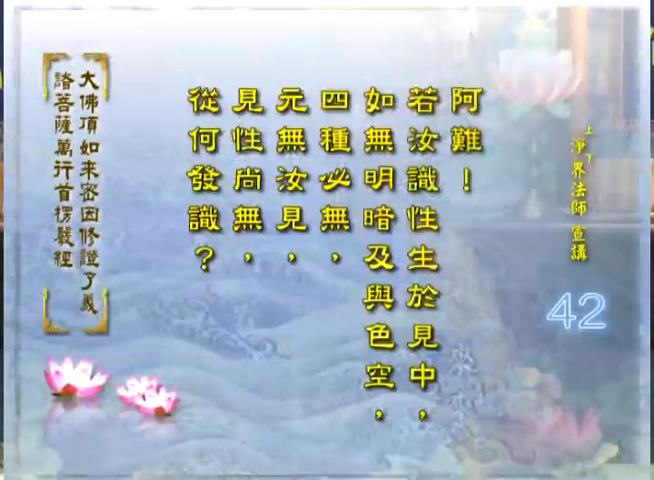 上下
淨界法師 宣講
42
阿難！
若汝識性生於見中，
如無明暗及與色空，
四種必無，
元無汝見，
見性尚無，
從何發識？
大佛頂如來密因修證了義
諸菩薩萬行首楞嚴經